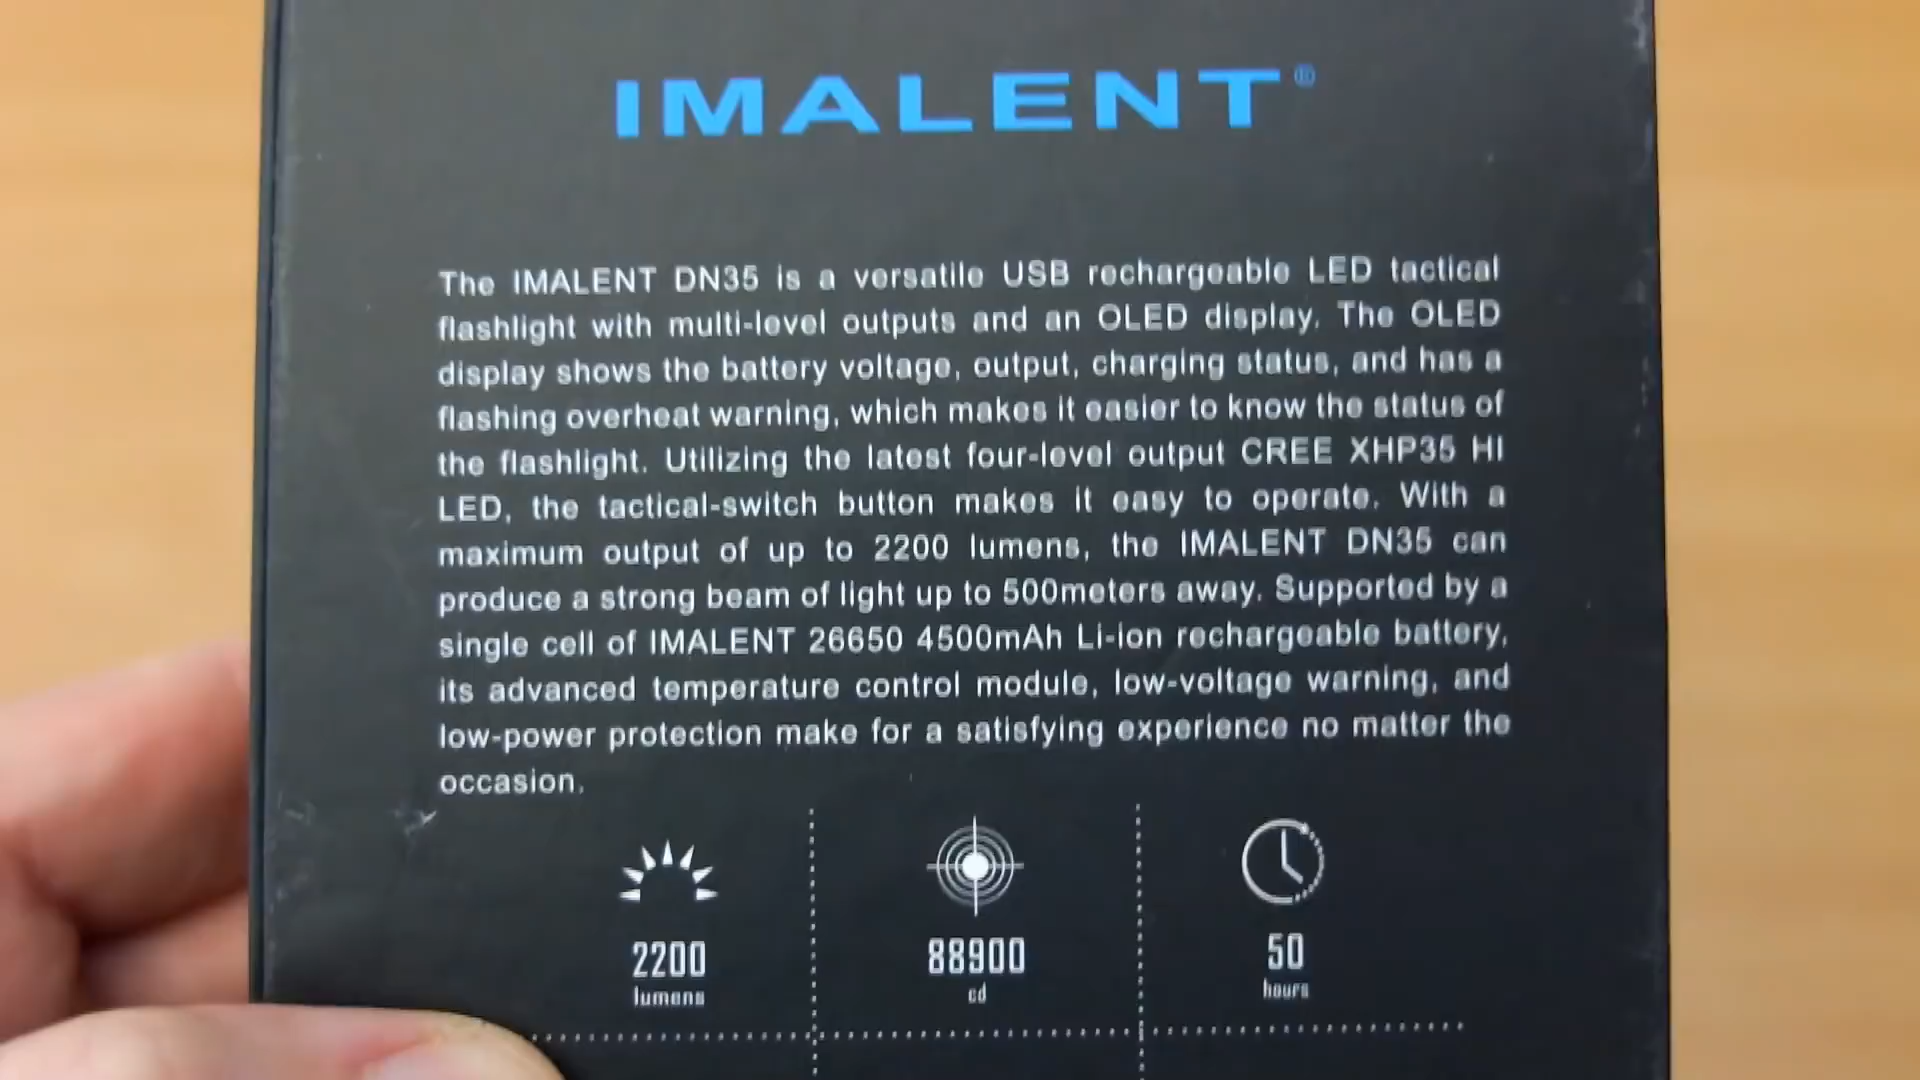 IMALENT®
The IMALENT DN35 is a versatile USB rechargeable LED tactical
flashlight with multi-level outputs and an OLED display. The OLED
display shows the battery voltage, output, charging status, and has a
flashing overheat warning, which makes it easier to know the status of
the flashlight. Utilizing the latest four-level output CREE XHP35 HI
LED, the tactical-switch button makes it easy to operate. With a
maximum output of up to 2200 lumens, the IMALENT DN35 can
produce a strong beam of light up to 500meters away. Supported by a
single cell of IMALENT 26650 4500mAh Li-ion rechargeable battery,
its advanced temperature control module, low-voltage warning, and
low-power protection make for a satisfying experience no matter the
occasion.
2200 88900 50
lumens cd hours